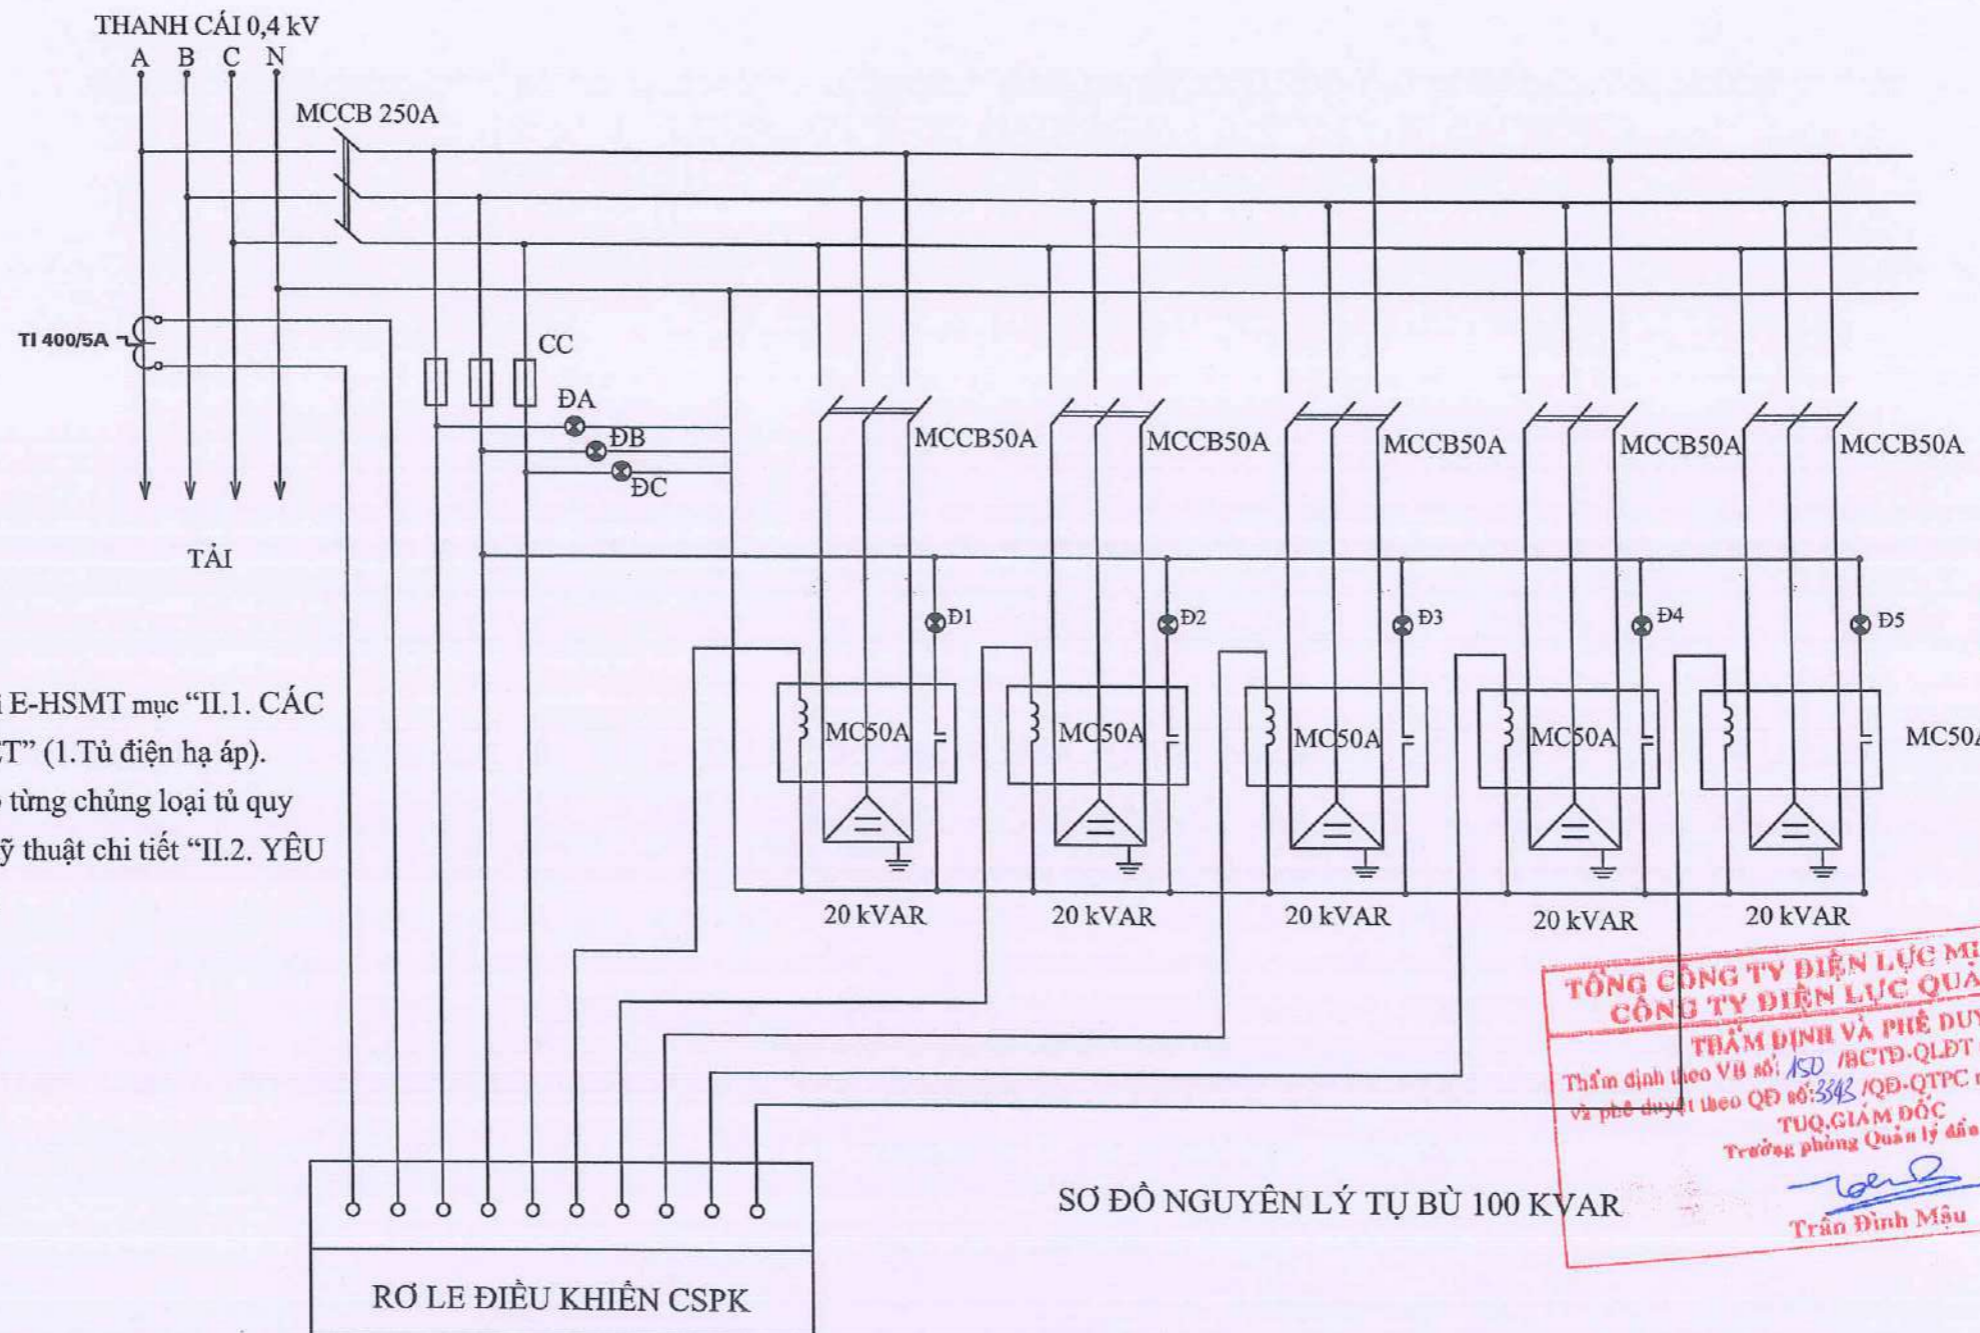 THANH CÁI 0,4 kV
A B C N
MCCB 250A
TI 400/5A
CC
ĐA
ĐB
ĐC
MCCB50A MCCB50A MCCB50A MCCB50A MCCB50A
TẢI
Đ1 Đ2 Đ3 Đ4 Đ5
E-HSMT mục “II.1. CÁC
(1.Tủ điện hạ áp).
từng chủng loại tủ quy
thuật chi tiết “II.2. YÊU
MC50A MC50A MC50A MC50A MC50A
20 kVAR 20 kVAR 20 kVAR 20 kVAR 20 kVAR
TỔNG CÔNG TY ĐIỆN LỰC
CÔNG TY ĐIỆN LỰC
THẨM ĐỊNH VÀ PHÊ
Thẩm định theo VB số: 150 /BCTĐ-QLĐT
và phê duyệt theo QĐ số: 3343 /QĐ-QTPC
TUQ.GIÁM ĐỐC
Trưởng phòng Quản lý
Trần Đình Mậu
SƠ ĐỒ NGUYÊN LÝ TỤ BÙ 100 KVAR
RƠ LE ĐIỀU KHIỂN CSPK